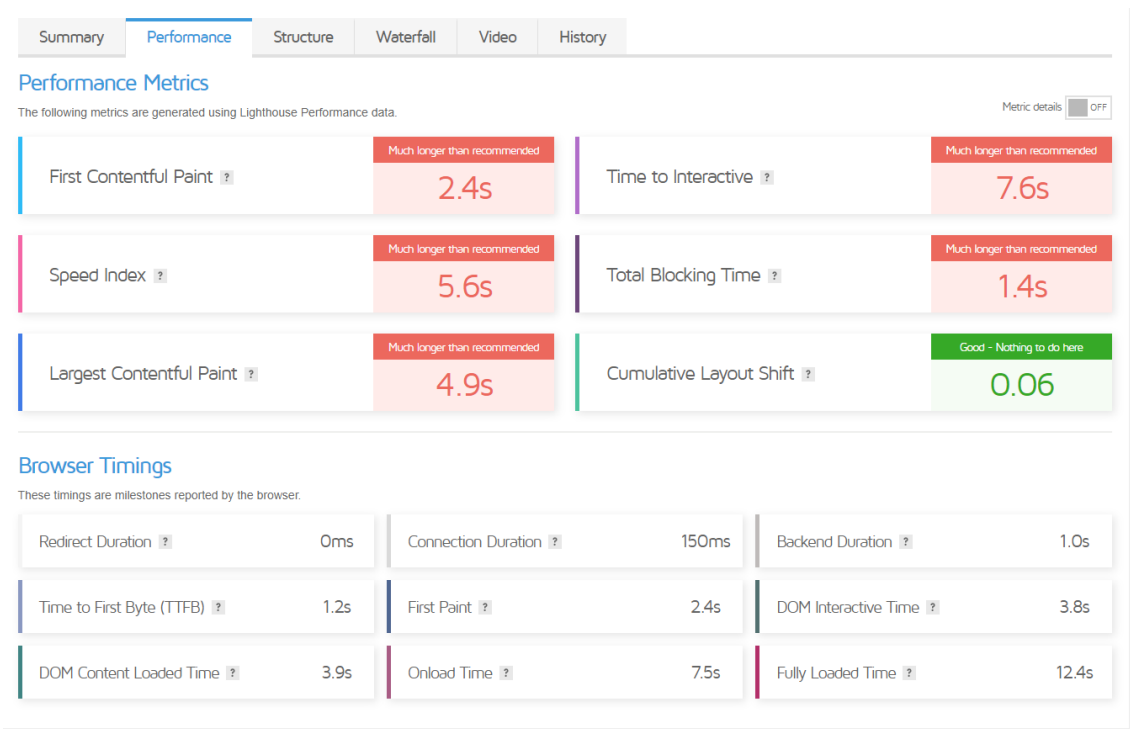 Summary Performance Structure Waterfall Video History
Performance Metrics
The following metrics are generated using Lighthouse Performance data.
Metric details OFF
First Contentful Paint ?
Much longer than recommended
2.4s
Time to Interactive ?
Much longer than recommended
7.6s
Speed Index ?
Much longer than recommended
5.6s
Total Blocking Time ?
Much longer than recommended
1.4s
Largest Contentful Paint ?
Much longer than recommended
4.9s
Cumulative Layout Shift ?
Good - Nothing to do here
0.06
Browser Timings
These timings are milestones reported by the browser.
Redirect Duration ? 0ms
Connection Duration ? 150ms
Backend Duration ? 1.0s
Time to First Byte (TTFB) ? 1.2s
First Paint ? 2.4s
DOM Interactive Time ? 3.8s
DOM Content Loaded Time ? 3.9s
Onload Time ? 7.5s
Fully Loaded Time ? 12.4s